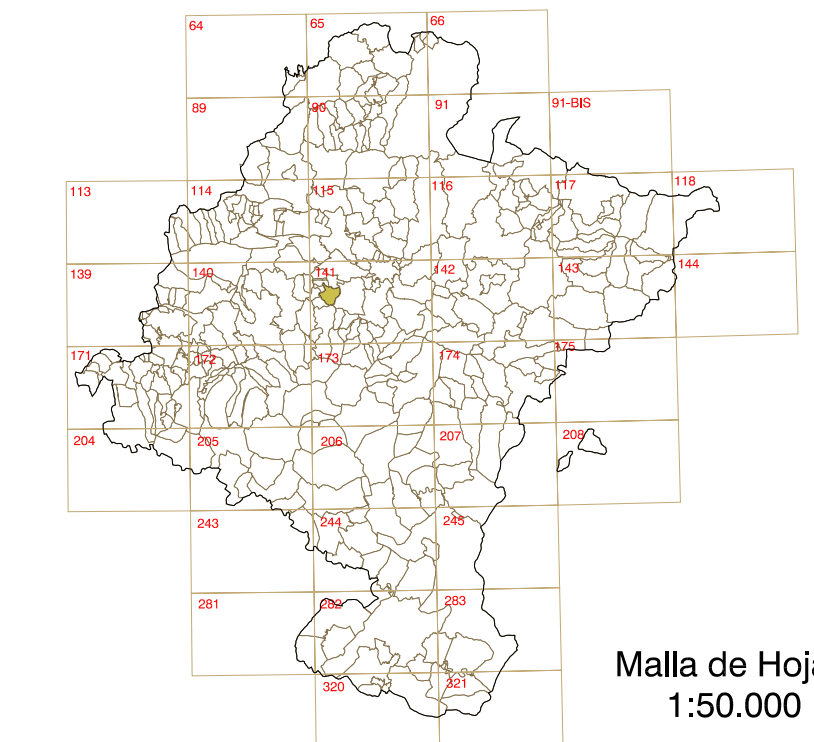 64 65 66
89 90 91 91-BIS
113 114 115 116 117 118
139 140 141 142 143 144
171 172 173 174 175
204 205 206 207 208
243 244 245
281 282 283
320 321
Malla de Hoja
1:50.000